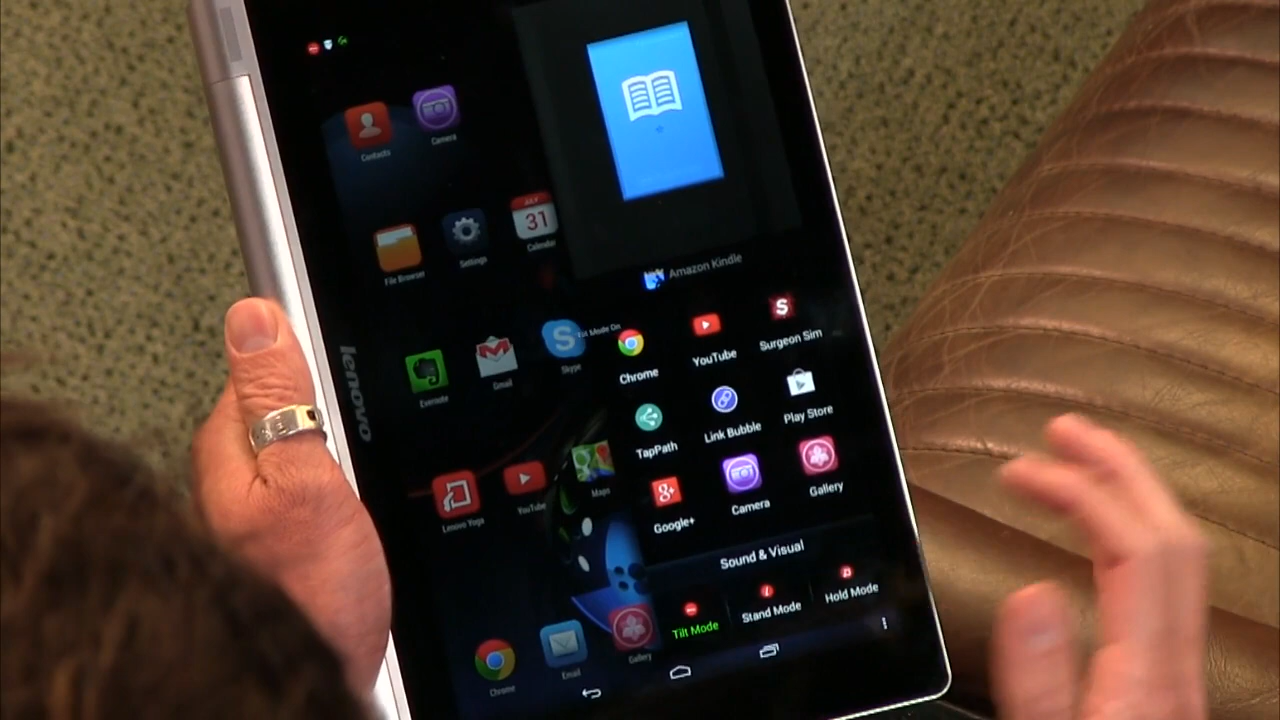 Contacts
Camera
File Browser
Settings
JULY
31
Calendar
Amazon Kindle
Evernote
Gmail
S
Skype
Tilt Mode On
Chrome
YouTube
S
Surgeon Sim
TapPath
Link Bubble
Play Store
lenovo
Lenovo Yoga
YouTube
Maps
g+
Google+
Camera
Gallery
Sound & Visual
Tilt Mode
Stand Mode
Hold Mode
Chrome
Email
Gallery